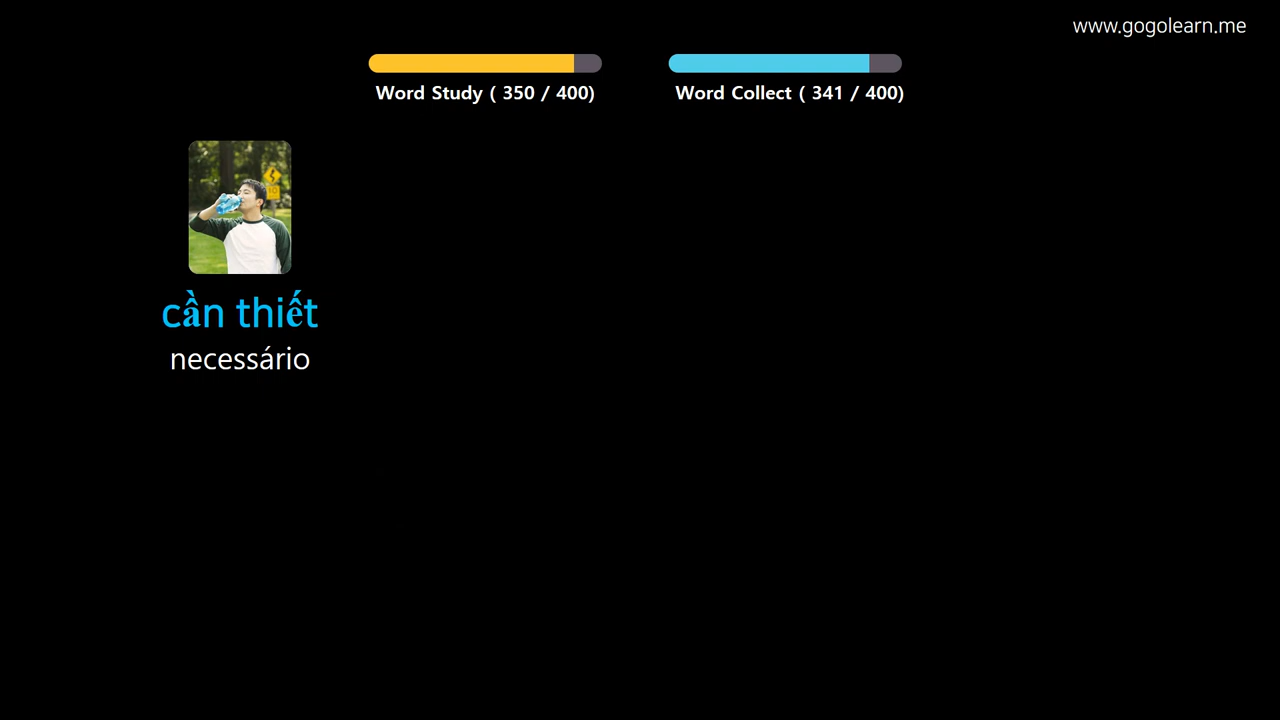 www.gogolearn.me
Word Study ( 350 / 400)
Word Collect ( 341 / 400)
cần thiết
necessário